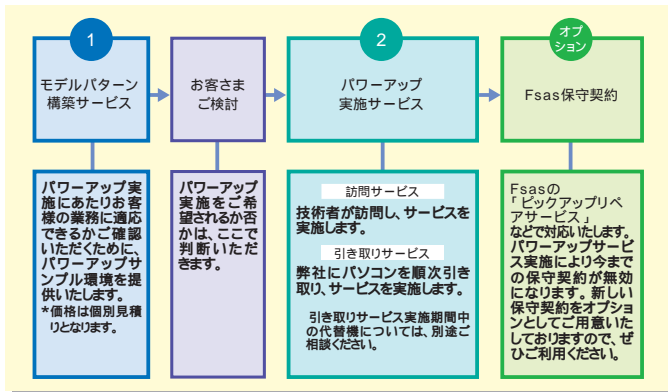 1
モデルパターン
構築サービス
お客さま
ご検討
2
パワーアップ
実施サービス
オプ
ション
Fsas保守契約
パワーアップ実
施にあたりお客
様の業務に適応
できるかご確認
いただくために、
パワーアップサ
ンプル環境を提
供いたします。
*価格は個別見積
りとなります。
パワーアップ
実施をご希
望されるか否
かは、ここで
判断いただ
きます。
訪問サービス
技術者が訪問し、サービスを
実施します。
引き取りサービス
弊社にパソコンを順次引き
取り、サービスを実施します。
引き取りサービス実施期間中
の代替機については、別途ご
相談ください。
Fsasの
「ピックアップリペ
アサービス」
などで対応いたします。
パワーアップサービ
ス実施により今まで
の保守契約が無効
になります。新しい
保守契約をオプショ
ンとしてご用意いた
しておりますので、ぜ
ひご利用ください。